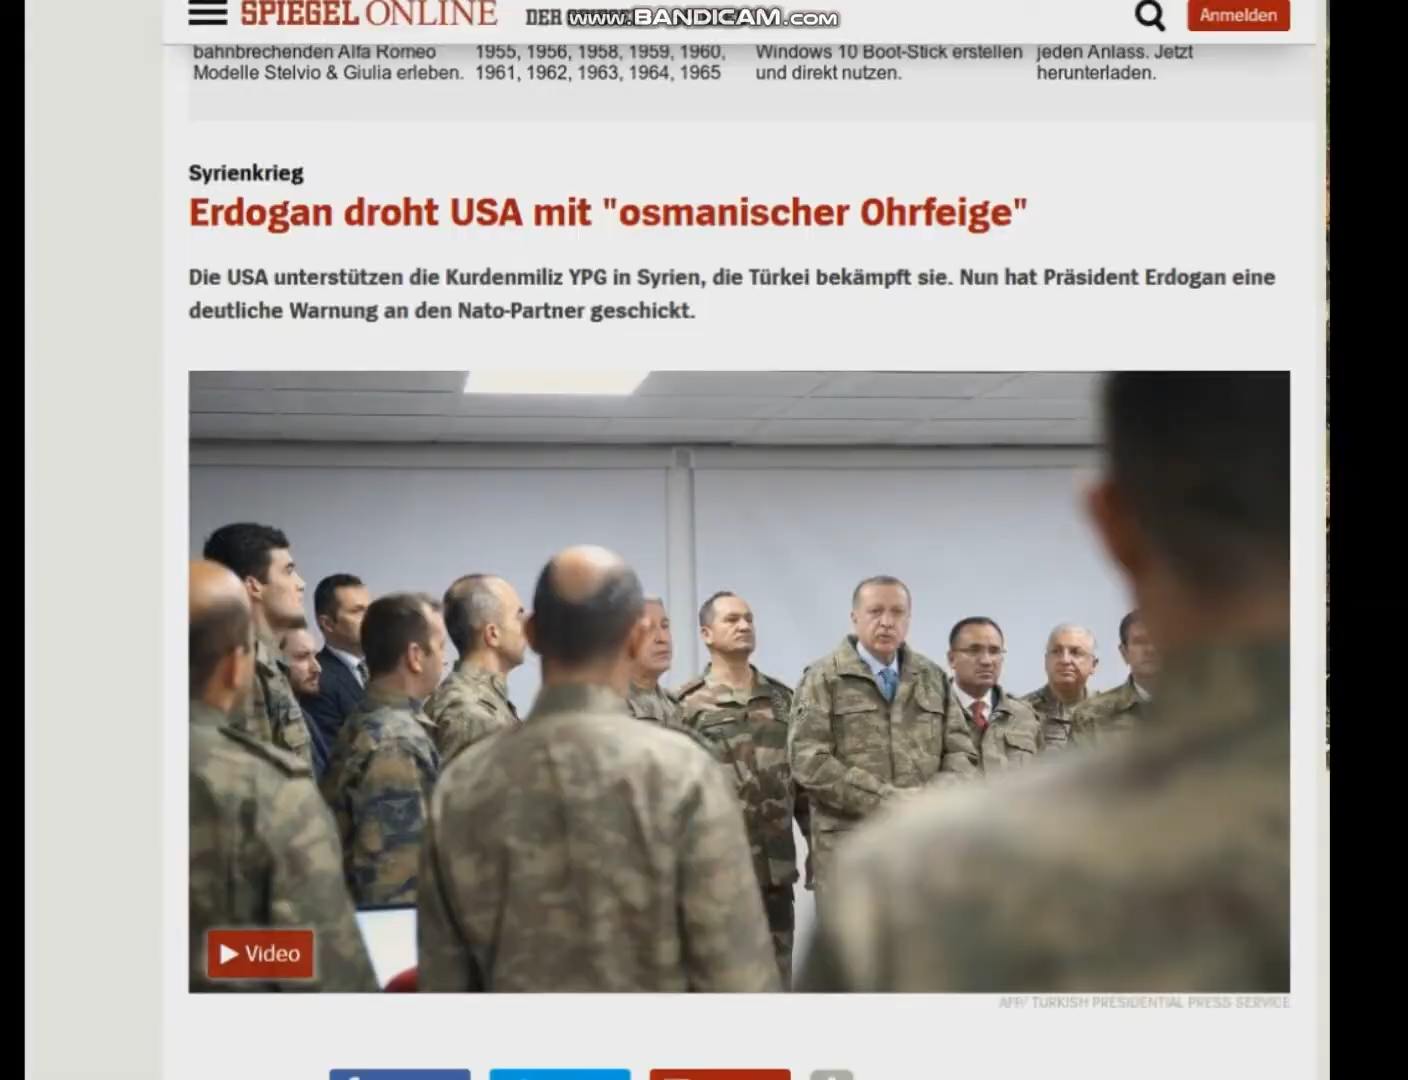 SPIEGEL ONLINE DER
www.BANDICAM.com
Anmelden
bahnbrechenden Alfa Romeo
Modelle Stelvio & Giulia erleben.
1955, 1956, 1958, 1959, 1960,
1961, 1962, 1963, 1964, 1965
Windows 10 Boot-Stick erstellen
und direkt nutzen.
jeden Anlass. Jetzt
herunterladen.
Syrienkrieg
Erdogan droht USA mit "osmanischer Ohrfeige"
Die USA unterstützen die Kurdenmiliz YPG in Syrien, die Türkei bekämpft sie. Nun hat Präsident Erdogan eine
deutliche Warnung an den Nato-Partner geschickt.
Video
AFP/ TURKISH PRESIDENTIAL PRESS SERVICE